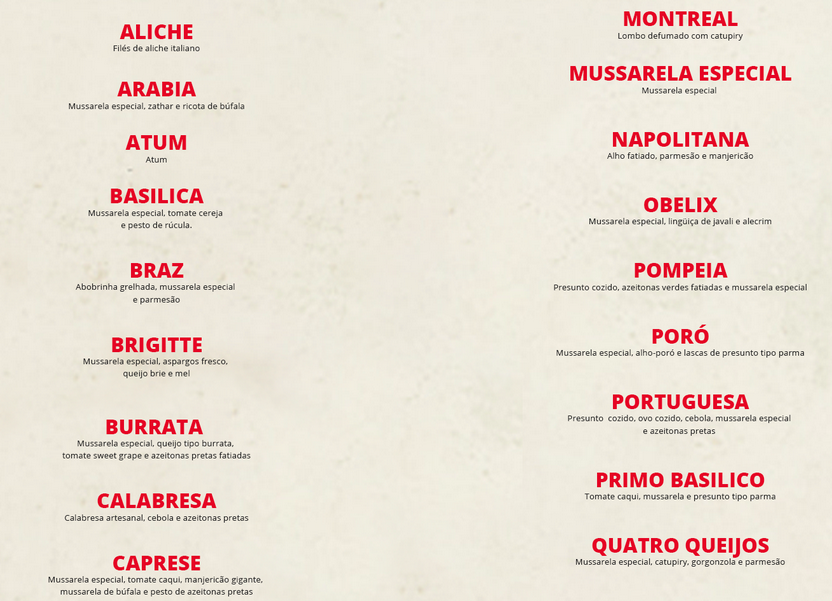 ALICHE
Filés de aliche italiano
ARABIA
Mussarela especial, zathar e ricota de búfala
ATUM
Atum
BASILICA
Mussarela especial, tomate cereja
e pesto de rúcula.
BRAZ
Abobrinha grelhada, mussarela especial
e parmesão
BRIGITTE
Mussarela especial, aspargos fresco,
queijo brie e mel
BURRATA
Mussarela especial, queijo tipo burrata,
tomate sweet grape e azeitonas pretas fatiadas
CALABRESA
Calabresa artesanal, cebola e azeitonas pretas
CAPRESE
Mussarela especial, tomate caqui, manjericão gigante,
mussarela de búfala e pesto de azeitonas pretas
MONTREAL
Lombo defumado com catupiry
MUSSARELA ESPECIAL
Mussarela especial
NAPOLITANA
Alho fatiado, parmesão e manjericão
OBELIX
Mussarela especial, lingüiça de javali e alecrim
POMPEIA
Presunto cozido, azeitonas verdes fatiadas e mussarela especial
PORÓ
Mussarela especial, alho-poró e lascas de presunto tipo parma
PORTUGUESA
Presunto cozido, ovo cozido, cebola, mussarela especial
e azeitonas pretas
PRIMO BASILICO
Tomate caqui, mussarela e presunto tipo parma
QUATRO QUEIJOS
Mussarela especial, catupiry, gorgonzola e parmesão